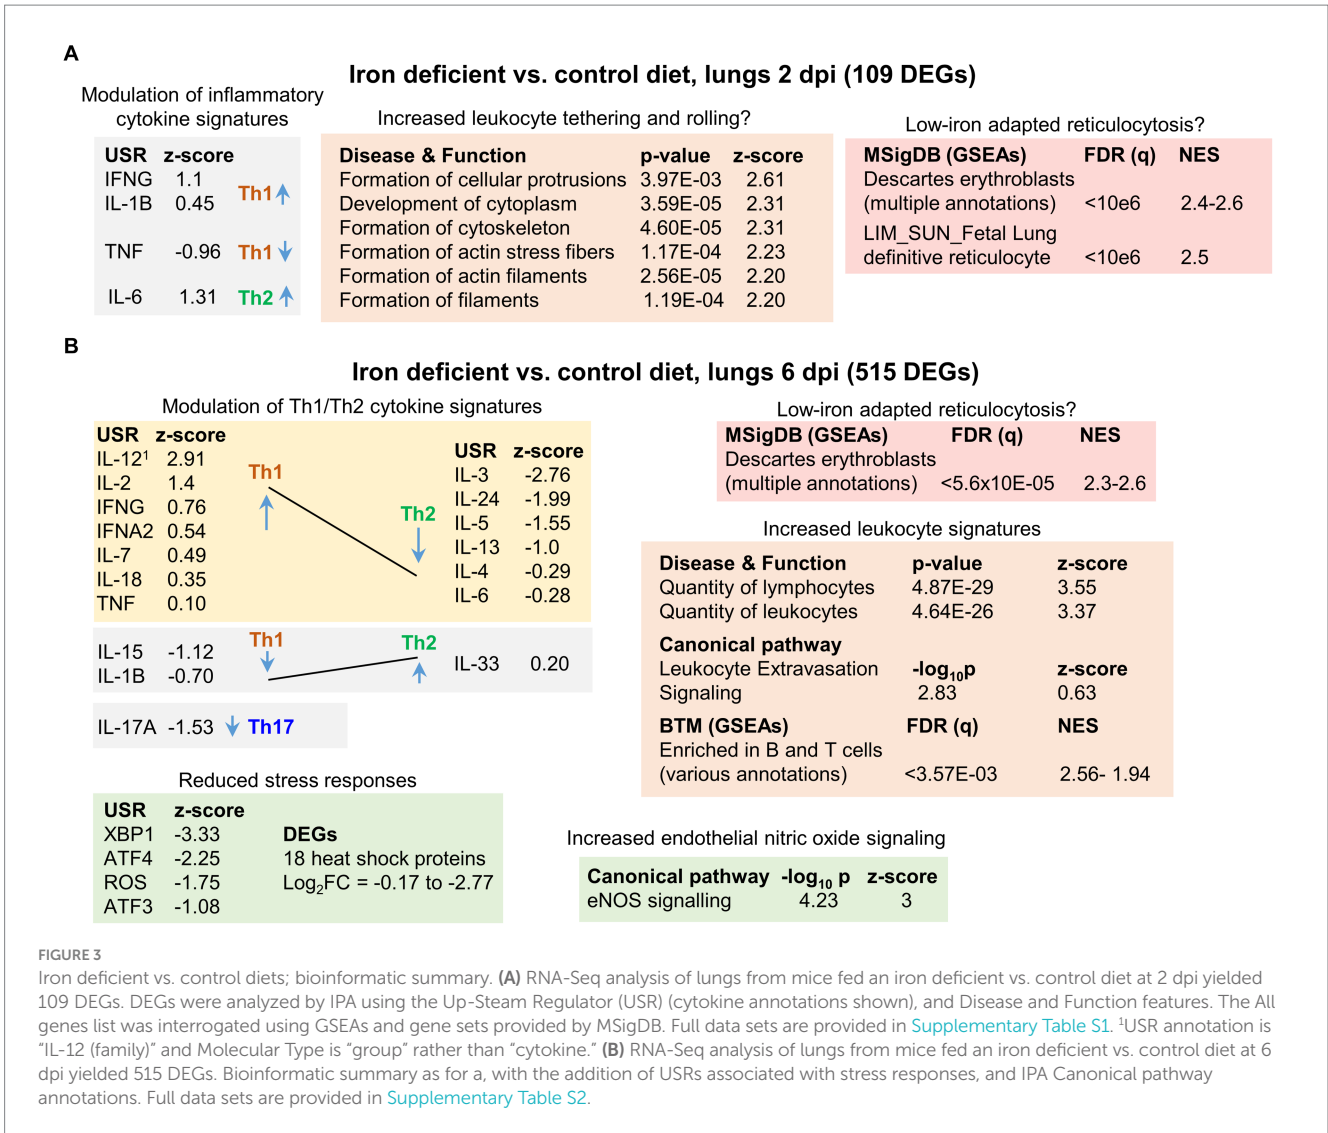 A
Iron deficient vs. control diet, lungs 2 dpi (109 DEGs)
Modulation of inflammatory
cytokine signatures
USR z-score
IFNG 1.1
IL-1B 0.45
Th1
TNF -0.96 Th1
IL-6 1.31 Th2
Increased leukocyte tethering and rolling?
Disease & Function p-value z-score
Formation of cellular protrusions 3.97E-03 2.61
Development of cytoplasm 3.59E-05 2.31
Formation of cytoskeleton 4.60E-05 2.31
Formation of actin stress fibers 1.17E-04 2.23
Formation of actin filaments 2.56E-05 2.20
Formation of filaments 1.19E-04 2.20
Low-iron adapted reticulocytosis?
MSigDB (GSEAs) FDR (q) NES
Descartes erythroblasts
(multiple annotations) <10e6 2.4-2.6
LIM_SUN_Fetal Lung
definitive reticulocyte <10e6 2.5
B
Iron deficient vs. control diet, lungs 6 dpi (515 DEGs)
Modulation of Th1/Th2 cytokine signatures
USR z-score
IL-12¹ 2.91
IL-2 1.4
IFNG 0.76
IFNA2 0.54
IL-7 0.49
IL-18 0.35
TNF 0.10
Th1
Th2
USR z-score
IL-3 -2.76
IL-24 -1.99
IL-5 -1.55
IL-13 -1.0
IL-4 -0.29
IL-6 -0.28
IL-15 -1.12
IL-1B -0.70
Th1
Th2
IL-33 0.20
IL-17A -1.53 Th17
Reduced stress responses
USR z-score
XBP1 -3.33
ATF4 -2.25
ROS -1.75
ATF3 -1.08
DEGs
18 heat shock proteins
Log₂FC = -0.17 to -2.77
Low-iron adapted reticulocytosis?
MSigDB (GSEAs) FDR (q) NES
Descartes erythroblasts
(multiple annotations) <5.6x10E-05 2.3-2.6
Increased leukocyte signatures
Disease & Function p-value z-score
Quantity of lymphocytes 4.87E-29 3.55
Quantity of leukocytes 4.64E-26 3.37
Canonical pathway
Leukocyte Extravasation -log₁₀p z-score
Signaling 2.83 0.63
BTM (GSEAs) FDR (q) NES
Enriched in B and T cells
(various annotations) <3.57E-03 2.56- 1.94
Increased endothelial nitric oxide signaling
Canonical pathway -log₁₀ p z-score
eNOS signalling 4.23 3
FIGURE 3
Iron deficient vs. control diets; bioinformatic summary. (A) RNA-Seq analysis of lungs from mice fed an iron deficient vs. control diet at 2 dpi yielded
109 DEGs. DEGs were analyzed by IPA using the Up-Steam Regulator (USR) (cytokine annotations shown), and Disease and Function features. The All
genes list was interrogated using GSEAs and gene sets provided by MSigDB. Full data sets are provided in Supplementary Table S1. ¹USR annotation is
“IL-12 (family)” and Molecular Type is “group” rather than “cytokine.” (B) RNA-Seq analysis of lungs from mice fed an iron deficient vs. control diet at 6
dpi yielded 515 DEGs. Bioinformatic summary as for a, with the addition of USRs associated with stress responses, and IPA Canonical pathway
annotations. Full data sets are provided in Supplementary Table S2.